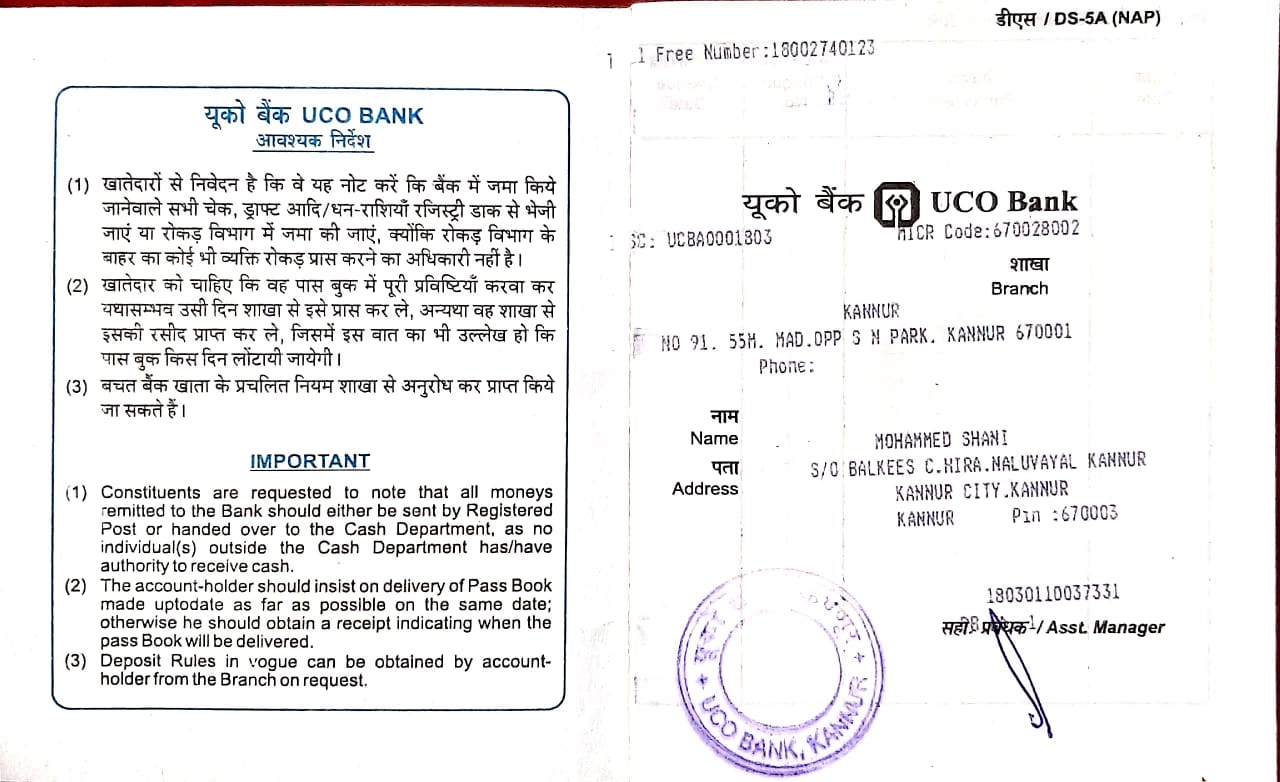 यूको बैंक UCO BANK
आवश्यक निर्देश
(1) खातेदारों से निवेदन है कि वे यह नोट करें कि बैंक में जमा किये
जानेवाले सभी चेक, ड्राफ्ट आदि/धन-राशियाँ रजिस्ट्री डाक से भेजी
जाएं या रोकड़ विभाग में जमा की जाएं, क्योंकि रोकड़ विभाग के
बाहर का कोई भी व्यक्ति रोकड़ प्रास करने का अधिकारी नहीं है।
(2) खातेदार को चाहिए कि वह पास बुक में पूरी प्रविष्टियाँ करवा कर
यथासम्भव उसी दिन शाखा से इसे प्रास कर ले, अन्यथा वह शाखा से
इसकी रसीद प्राप्त कर ले, जिसमें इस बात का भी उल्लेख हो कि
पास बुक किस दिन लोंटायी जायेगी।
(3) बचत बैंक खाता के प्रचलित नियम शाखा से अनुरोध कर प्राप्त किये
जा सकते हैं।
IMPORTANT
(1) Constituents are requested to note that all moneys
remitted to the Bank should either be sent by Registered
Post or handed over to the Cash Department, as no
individual(s) outside the Cash Department has/have
authority to receive cash.
(2) The account-holder should insist on delivery of Pass Book
made uptodate as far as possible on the same date;
otherwise he should obtain a receipt indicating when the
pass Book will be delivered.
(3) Deposit Rules in vogue can be obtained by account-
holder from the Branch on request.
डीएस / DS-5A (NAP)
l Free Number:18002740123
यूको बैंक UCO Bank
SC: UCBA0001803 MICR Code:670028002
शाखा
Branch
KANNUR
NO 91. 55M. MAD.OPP S N PARK. KANNUR 670001
Phone:
नाम
Name MOHAMMED SHANI
पता
Address S/O BALKEES C.HIRA.NALUVAYAL KANNUR
KANNUR CITY.KANNUR
KANNUR Pin :670003
18030110037331
सही. प्रबंधक / Asst. Manager
UCO BANK, KANNUR